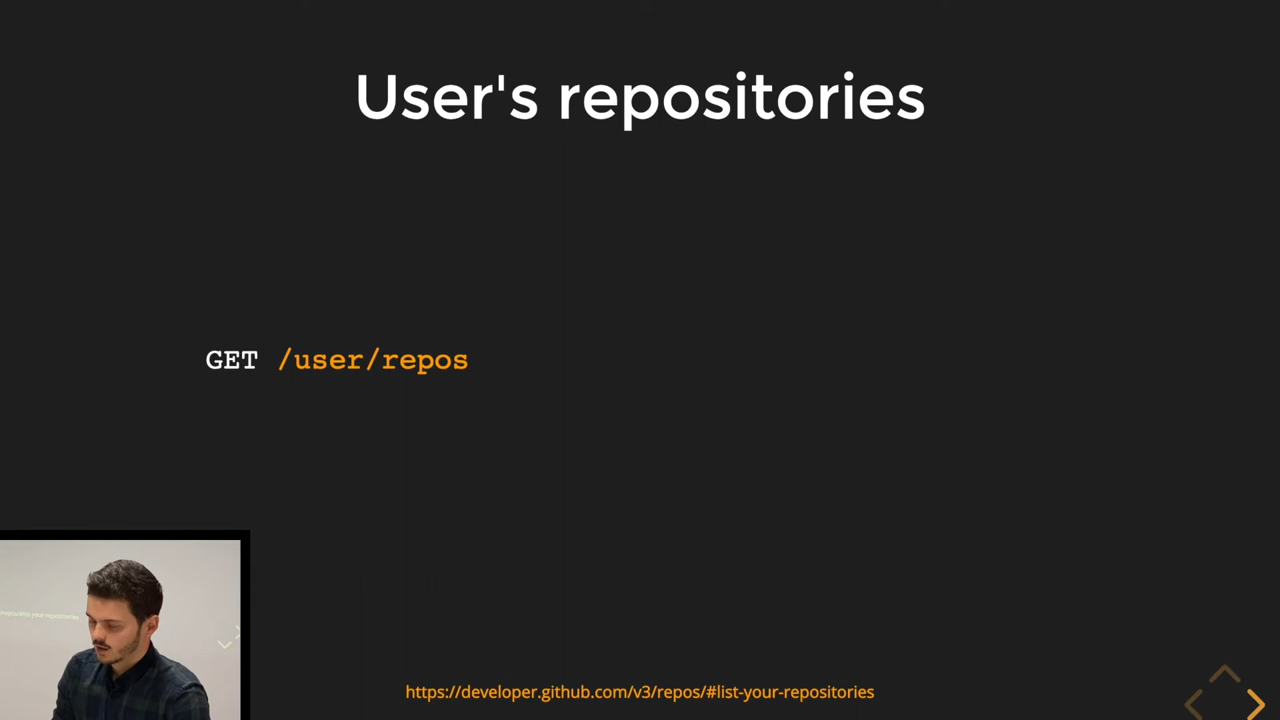 User's repositories
GET /user/repos
https://developer.github.com/v3/repos/#list-your-repositories